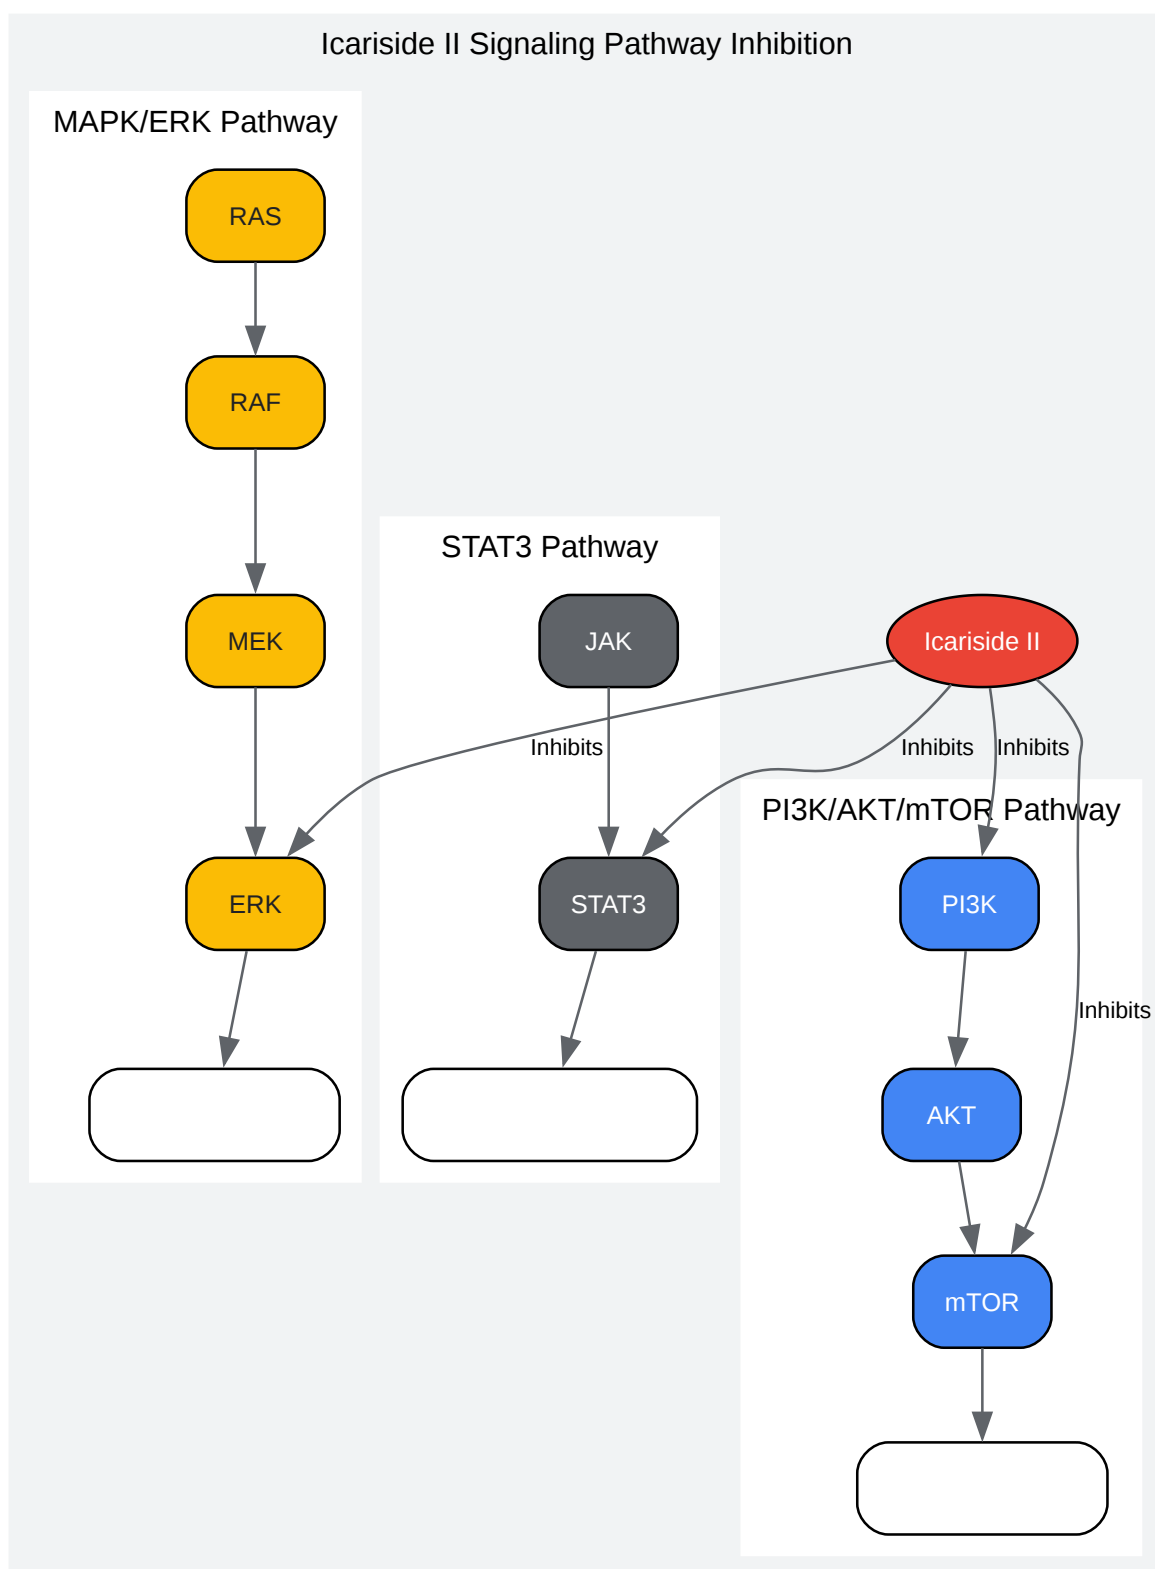 Icariside II Signaling Pathway Inhibition
MAPK/ERK Pathway
RAS
RAF
MEK
ERK
STAT3 Pathway
JAK
STAT3
Icariside II
Inhibits
Inhibits
Inhibits
Inhibits
PI3K/AKT/mTOR Pathway
PI3K
AKT
mTOR